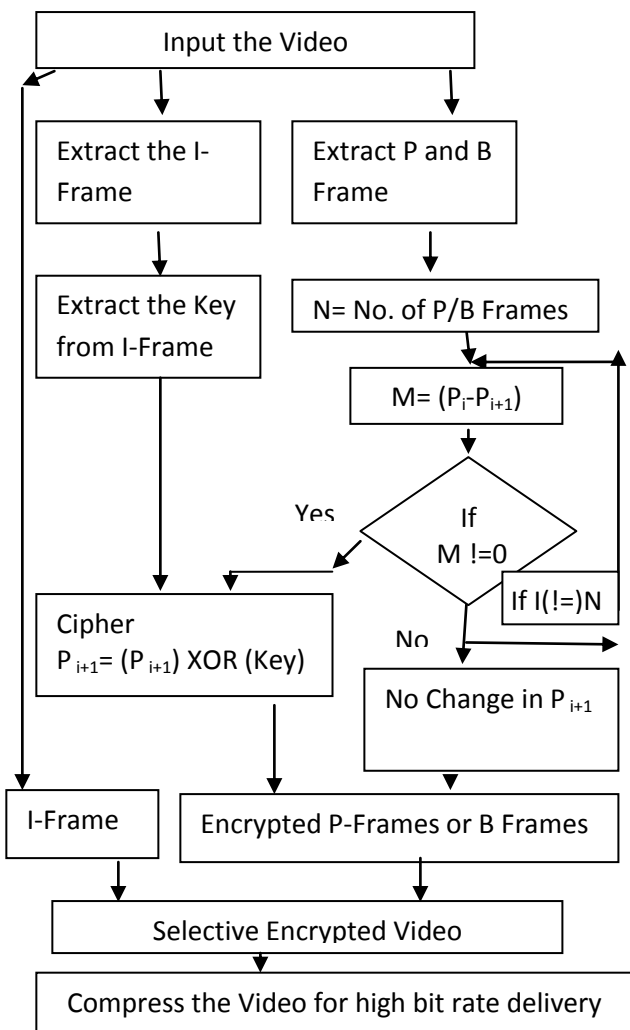 Input the Video
Extract the I-
Frame
Extract P and B
Frame
Extract the Key
from I-Frame
N= No. of P/B Frames
M= (Pᵢ-Pᵢ₊₁)
Yes
If
M !=0
If I(!=)N
Cipher
P ᵢ₊₁= (P ᵢ₊₁) XOR (Key)
No
No Change in P ᵢ₊₁
I-Frame
Encrypted P-Frames or B Frames
Selective Encrypted Video
Compress the Video for high bit rate delivery